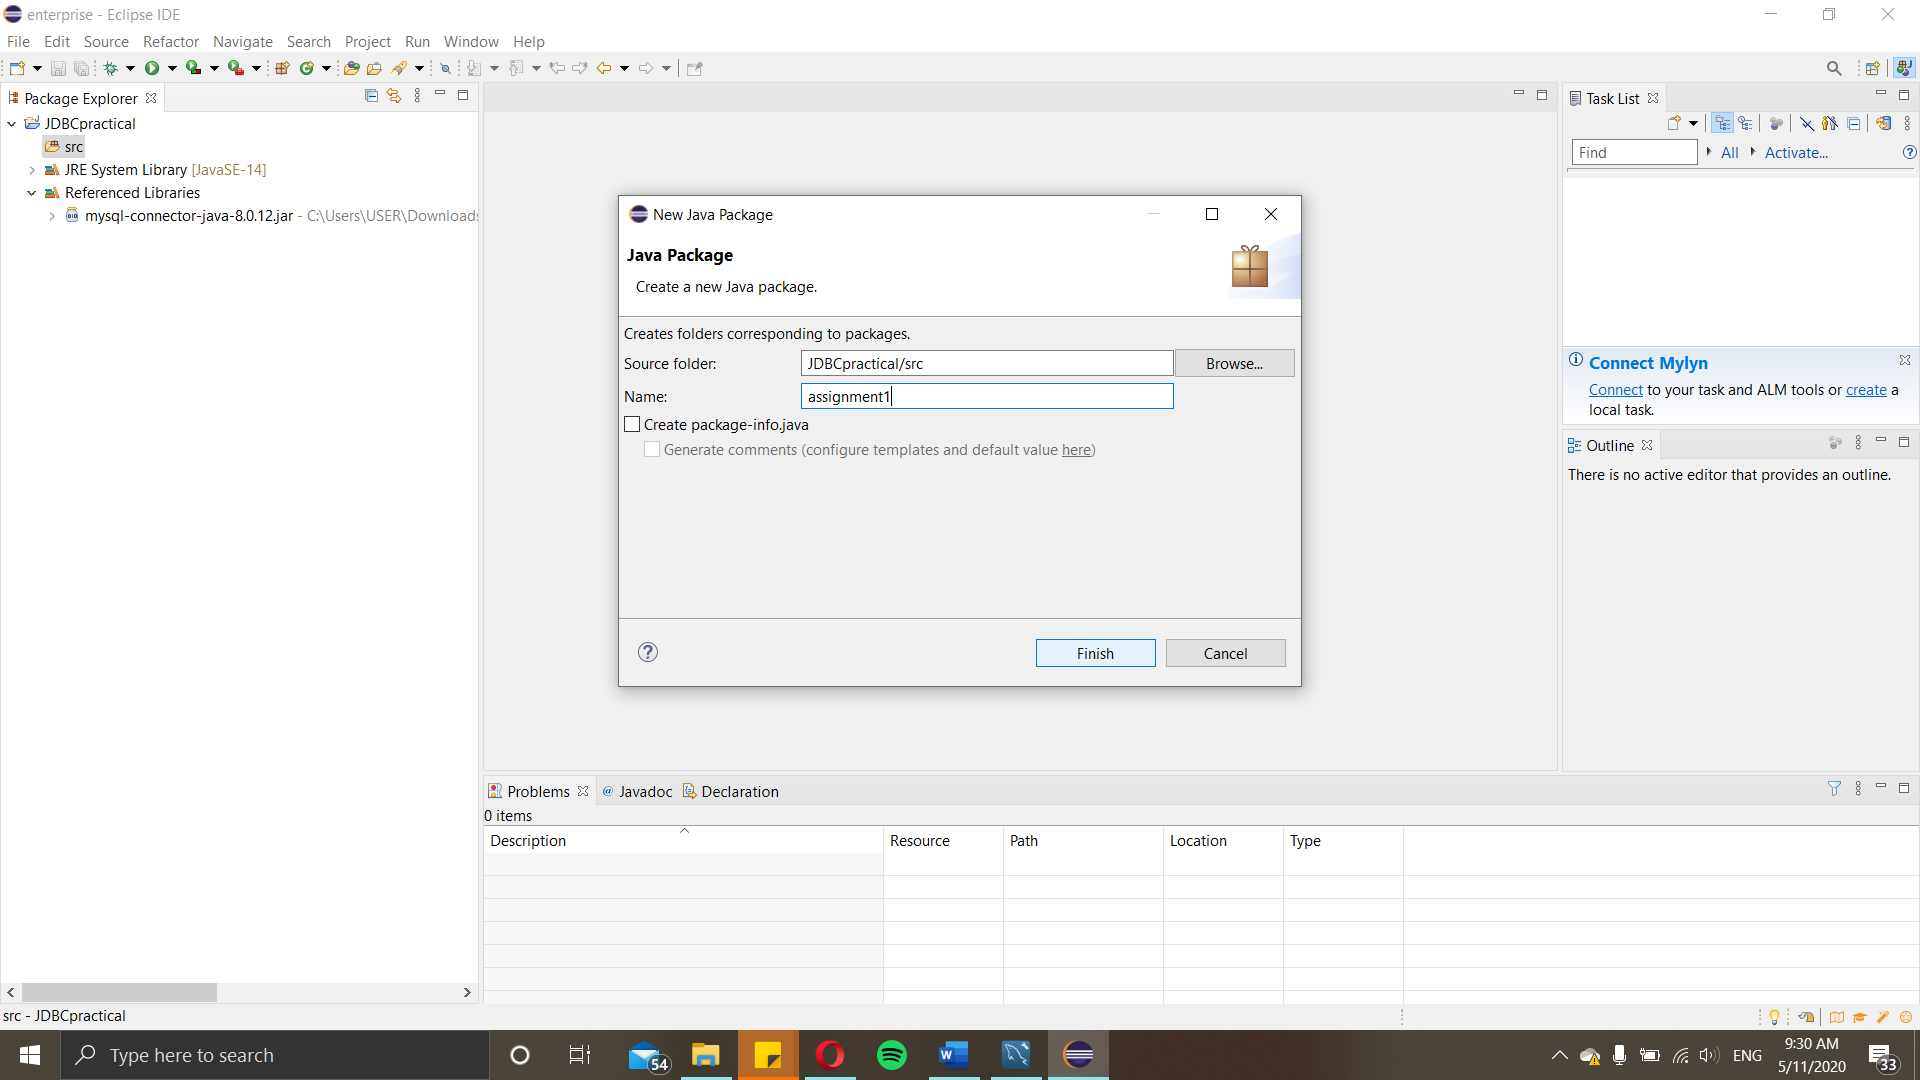 enterprise - Eclipse IDE
File Edit Source Refactor Navigate Search Project Run Window Help
Package Explorer
JDBCpractical
src
JRE System Library [JavaSE-14]
Referenced Libraries
mysql-connector-java-8.0.12.jar - C:\Users\USER\Downloads
New Java Package
Java Package
Create a new Java package.
Creates folders corresponding to packages.
Source folder: JDBCpractical/src Browse...
Name: assignment1
Create package-info.java
Generate comments (configure templates and default value here)
Finish Cancel
Task List
Find All Activate...
Connect Mylyn
Connect to your task and ALM tools or create a
local task.
Outline
There is no active editor that provides an outline.
Problems Javadoc Declaration
0 items
Description Resource Path Location Type
src - JDBCpractical
Type here to search
54
ENG
9:30 AM
5/11/2020
33